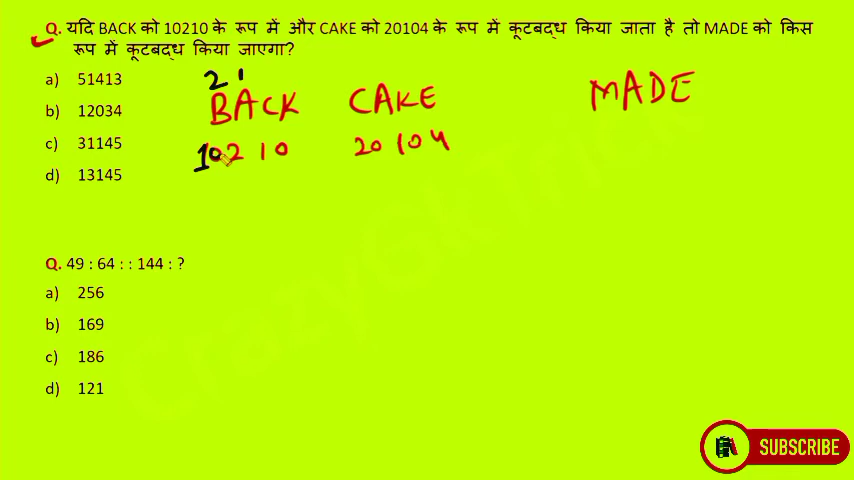 Q. यदि BACK को 10210 के रूप में और CAKE को 20104 के रूप में कूटबद्ध किया जाता है तो MADE को किस
रूप में कूटबद्ध किया जाएगा?
a) 51413
b) 12034
c) 31145
d) 13145
2 1
BACK CAKE MADE
10210 20104
Q. 49 : 64 : : 144 : ?
a) 256
b) 169
c) 186
d) 121
CrazyGkTrick
SUBSCRIBE